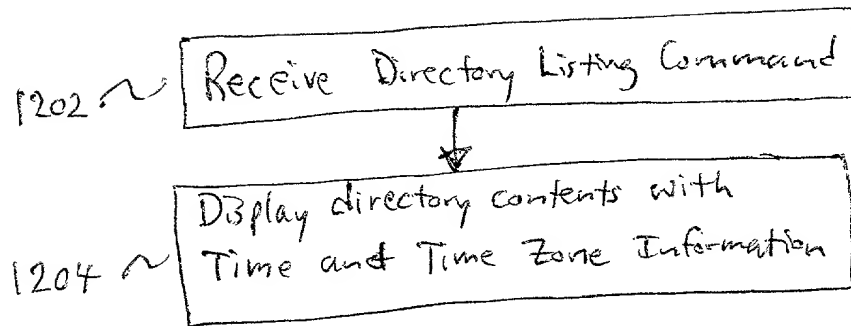 1202
Receive Directory Listing Command
1204
Display directory contents with
Time and Time Zone Information